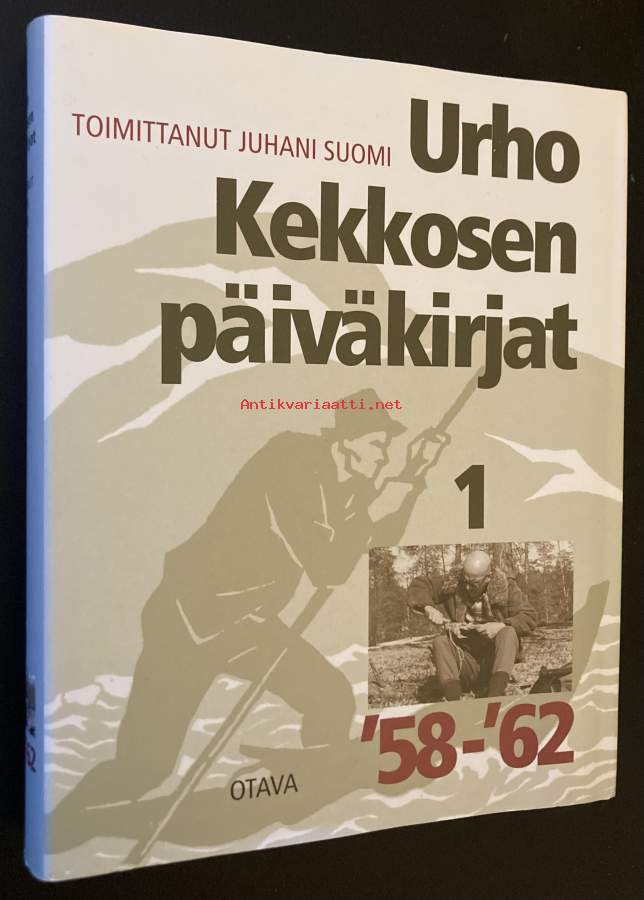 TOIMITTANUT JUHANI SUOMI
Urho
Kekkosen
päiväkirjat
Antikvariaatti.net
1
'58-'62
OTAVA